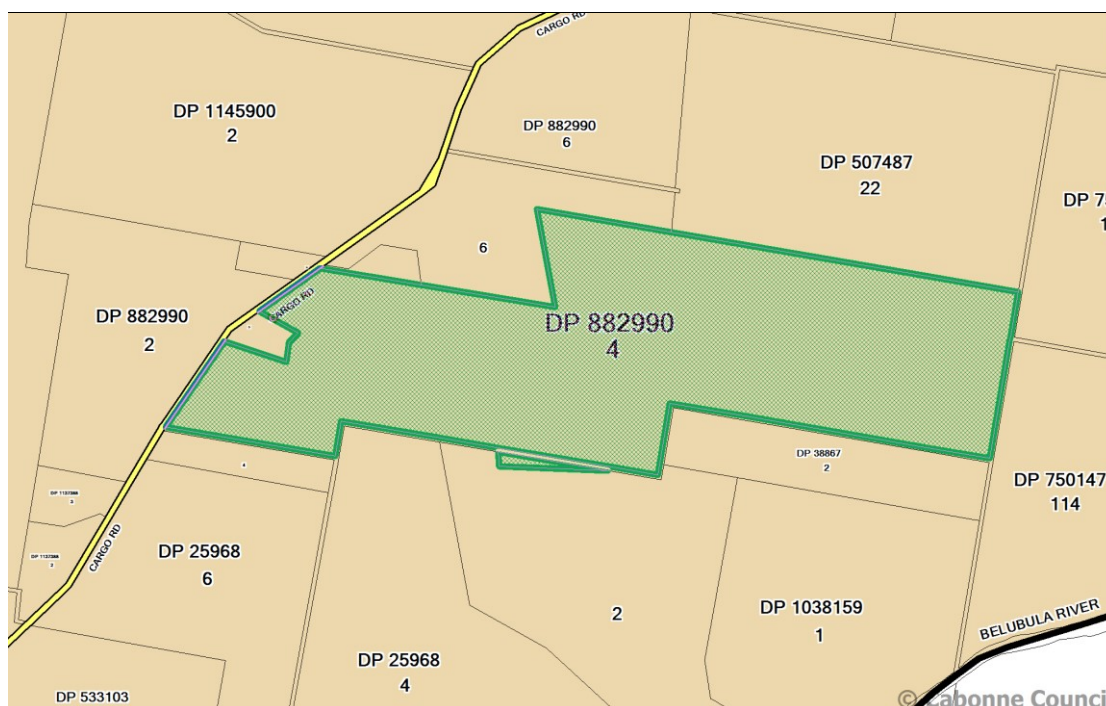 CARGO RD
DP 1145900
2
DP 882990
6
DP 507487
22
DP 7
1
6
CARGO RD
DP 882990
2
DP 882990
4
DP 38867
2
DP 750147
114
CARGO RD
DP 25968
6
2
DP 1038159
1
BELUBULA RIVER
DP 25968
4
DP 533103
© Cabonne Counci